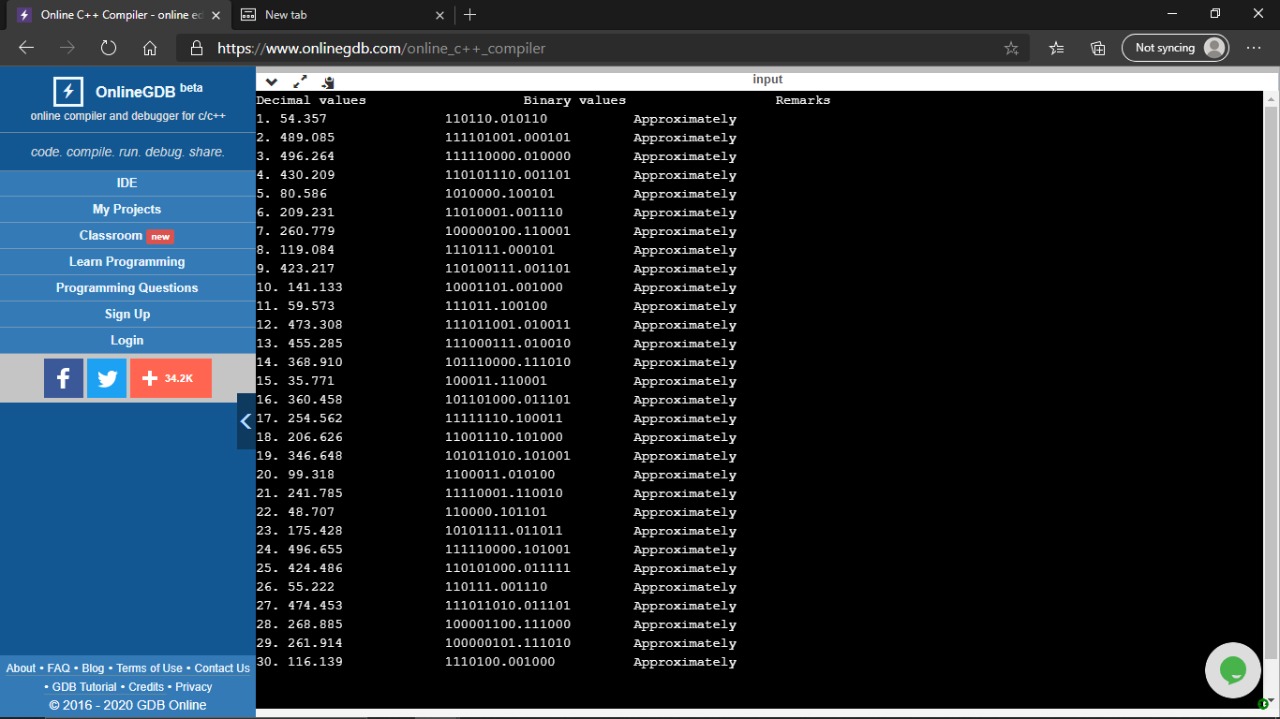 Online C++ Compiler - online ed
New tab
https://www.onlinegdb.com/online_c++_compiler
Not syncing
OnlineGDB beta
online compiler and debugger for c/c++
code. compile. run. debug. share.
IDE
My Projects
Classroom new
Learn Programming
Programming Questions
Sign Up
Login
f
+ 34.2K
About • FAQ • Blog • Terms of Use • Contact Us
• GDB Tutorial • Credits • Privacy
© 2016 - 2020 GDB Online
input
Decimal values Binary values Remarks
1. 54.357 110110.010110 Approximately
2. 489.085 111101001.000101 Approximately
3. 496.264 111110000.010000 Approximately
4. 430.209 110101110.001101 Approximately
5. 80.586 1010000.100101 Approximately
6. 209.231 11010001.001110 Approximately
7. 260.779 100000100.110001 Approximately
8. 119.084 1110111.000101 Approximately
9. 423.217 110100111.001101 Approximately
10. 141.133 10001101.001000 Approximately
11. 59.573 111011.100100 Approximately
12. 473.308 111011001.010011 Approximately
13. 455.285 111000111.010010 Approximately
14. 368.910 101110000.111010 Approximately
15. 35.771 100011.110001 Approximately
16. 360.458 101101000.011101 Approximately
17. 254.562 11111110.100011 Approximately
18. 206.626 11001110.101000 Approximately
19. 346.648 101011010.101001 Approximately
20. 99.318 1100011.010100 Approximately
21. 241.785 11110001.110010 Approximately
22. 48.707 110000.101101 Approximately
23. 175.428 10101111.011011 Approximately
24. 496.655 111110000.101001 Approximately
25. 424.486 110101000.011111 Approximately
26. 55.222 110111.001110 Approximately
27. 474.453 111011010.011101 Approximately
28. 268.885 100001100.111000 Approximately
29. 261.914 100000101.111010 Approximately
30. 116.139 1110100.001000 Approximately